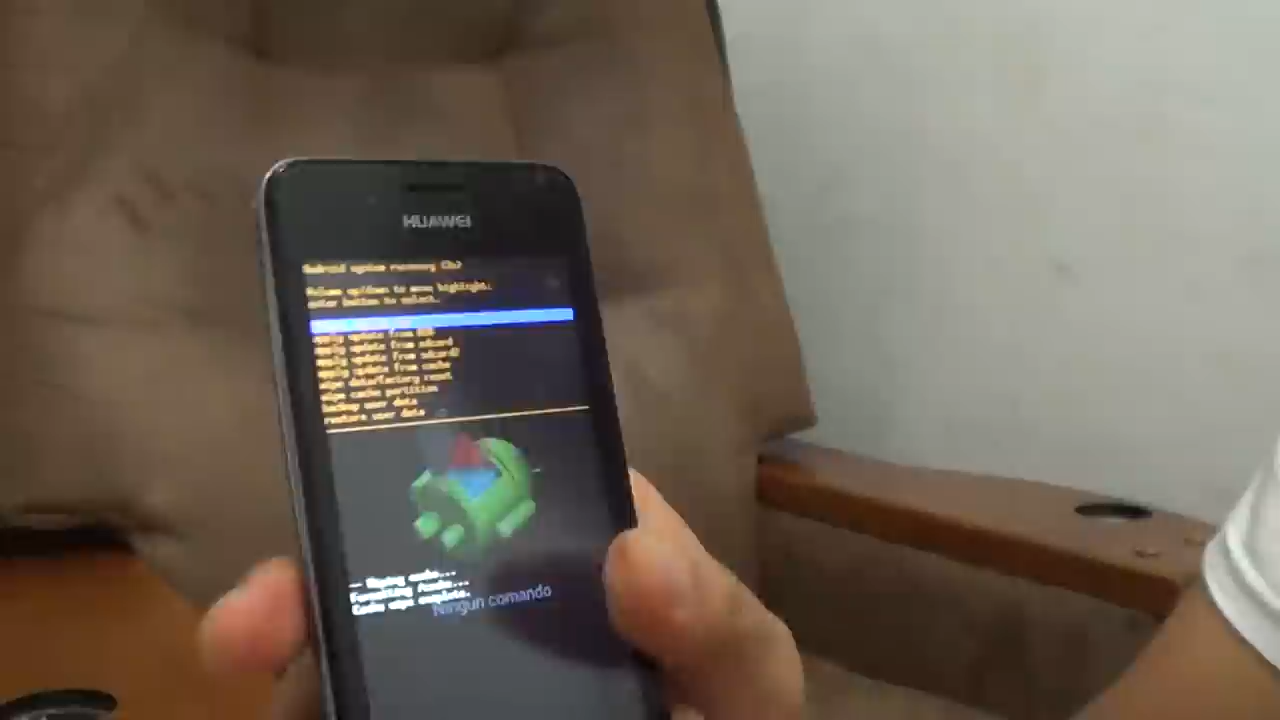 HUAWEI
Android system recovery <3e>
Volume up/down to move highlight;
enter button to select.
apply update from ADB
apply update from sdcard
apply update from sdcard2
apply update from cache
wipe data/factory reset
wipe cache partition
backup user data
restore user data
-- Wiping cache...
Formatting /cache...
Cache wipe complete.
Ningun comando